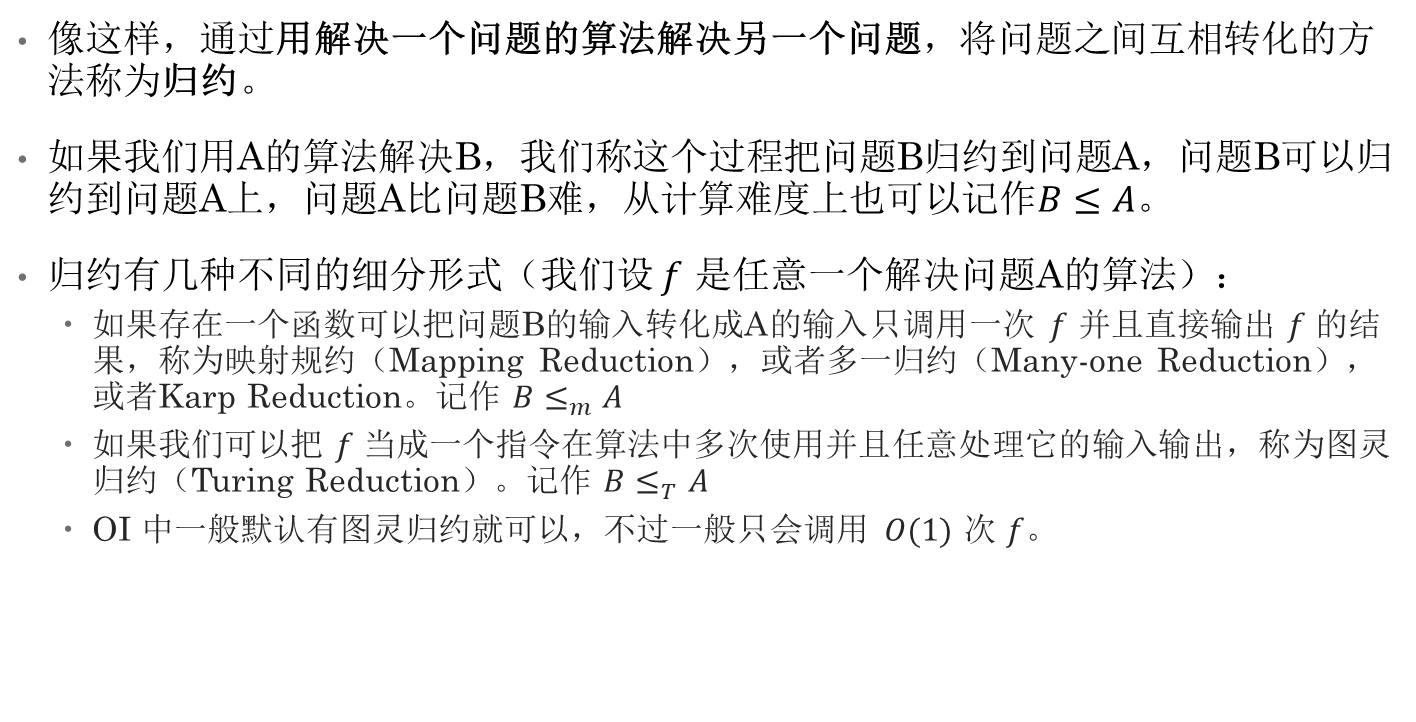 • 像这样，通过用解决一个问题的算法解决另一个问题，将问题之间互相转化的方
法称为归约。
• 如果我们用A的算法解决B，我们称这个过程把问题B归约到问题A，问题B可以归
约到问题A上，问题A比问题B难，从计算难度上也可以记作B ≤ A。
• 归约有几种不同的细分形式（我们设 f 是任意一个解决问题A的算法）：
• 如果存在一个函数可以把问题B的输入转化成A的输入只调用一次 f 并且直接输出 f 的结
果，称为映射规约（Mapping Reduction），或者多一归约（Many-one Reduction），
或者Karp Reduction。记作 B ≤ₘ A
• 如果我们可以把 f 当成一个指令在算法中多次使用并且任意处理它的输入输出，称为图灵
归约（Turing Reduction）。记作 B ≤_T A
• OI 中一般默认有图灵归约就可以，不过一般只会调用 O(1) 次 f。